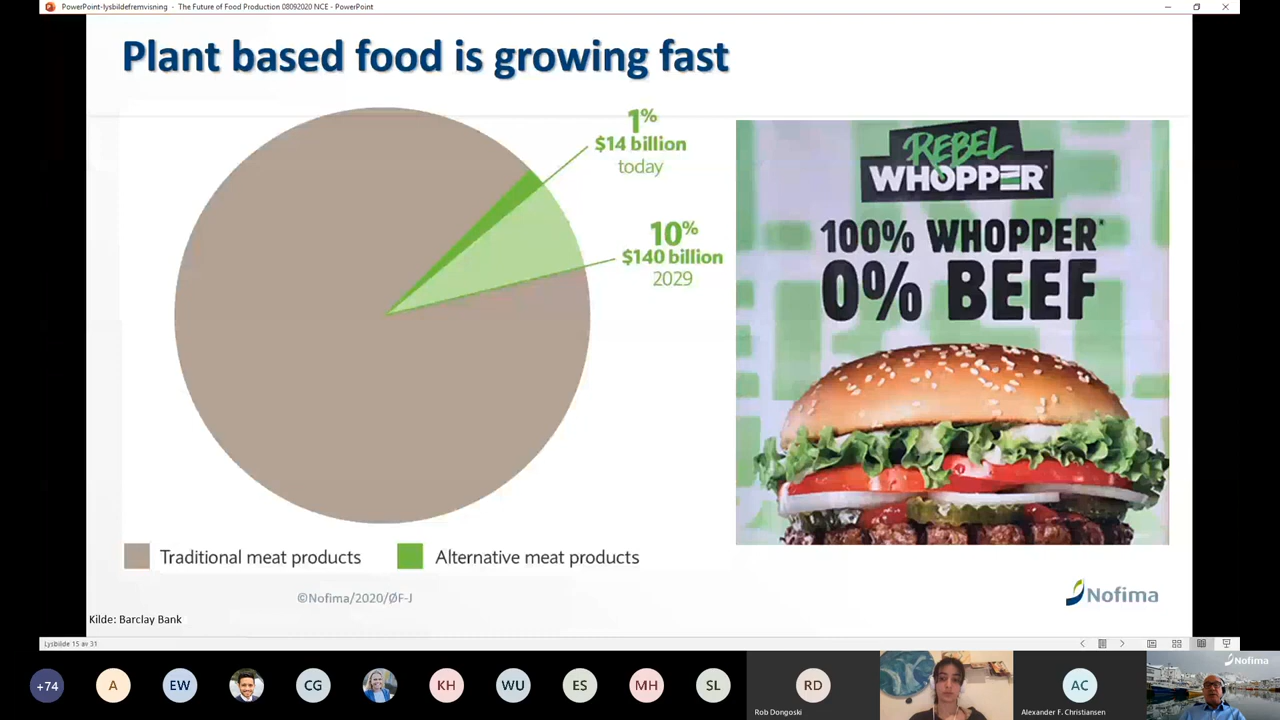 PowerPoint-lysbildefremvisning - The Future of Food Production 08092020 NCE - PowerPoint
Plant based food is growing fast
1%
$14 billion
today
10%
$140 billion
2029
Traditional meat products
Alternative meat products
REBEL
WHOPPER
100% WHOPPER*
0% BEEF
©Nofima/2020/ØF-J
Nofima
Kilde: Barclay Bank
Lysbilde 15 av 31
+74
A
EW
CG
KH
WU
ES
MH
SL
RD
Rob Dongoski
AC
Alexander F. Christiansen
Nofima